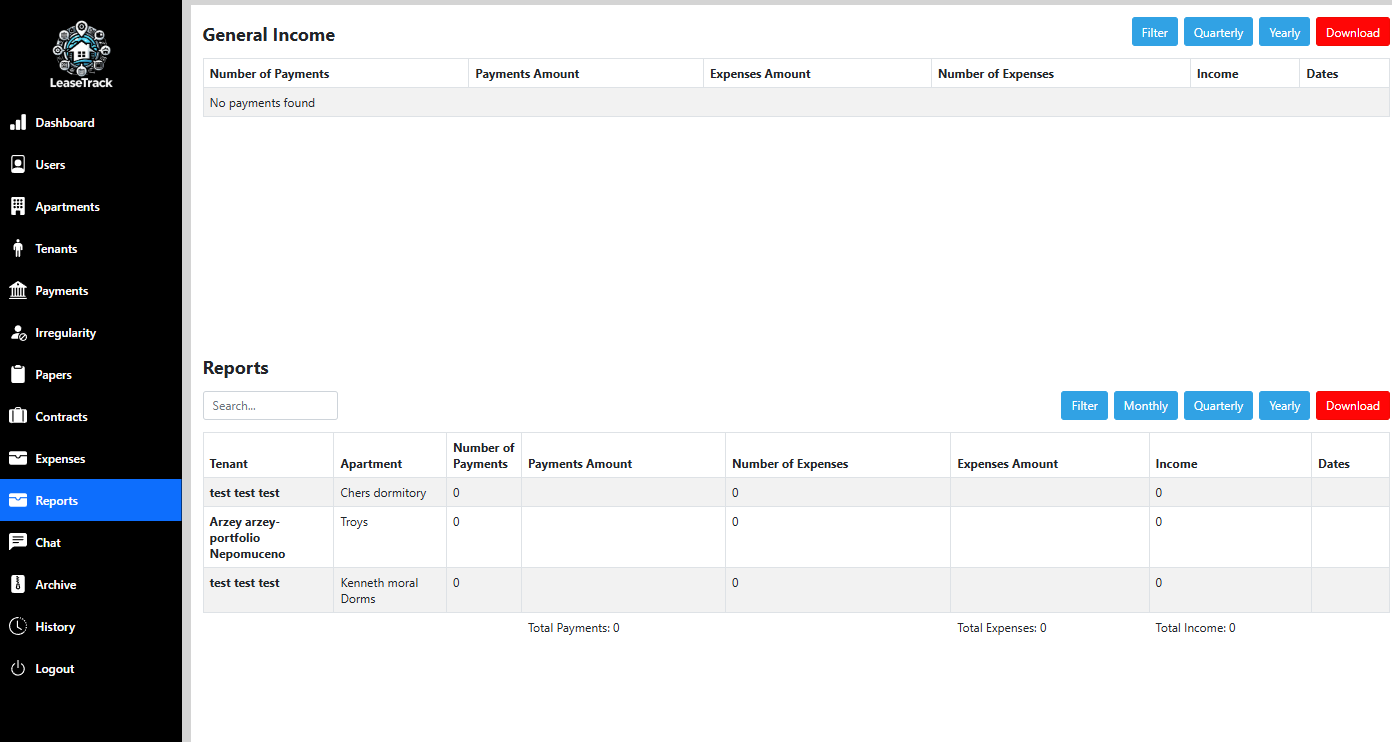 LeaseTrack
Dashboard
Users
Apartments
Tenants
Payments
Irregularity
Papers
Contracts
Expenses
Reports
Chat
Archive
History
Logout
General Income
Filter Quarterly Yearly Download
Number of Payments Payments Amount Expenses Amount Number of Expenses Income Dates
No payments found
Reports
Search... Filter Monthly Quarterly Yearly Download
Number of
Tenant Apartment Payments Payments Amount Number of Expenses Expenses Amount Income Dates
test test test Chers dormitory 0 0 0
Arzey arzey- Troys 0 0 0
portfolio
Nepomuceno
test test test Kenneth moral 0 0 0
Dorms
Total Payments: 0 Total Expenses: 0 Total Income: 0